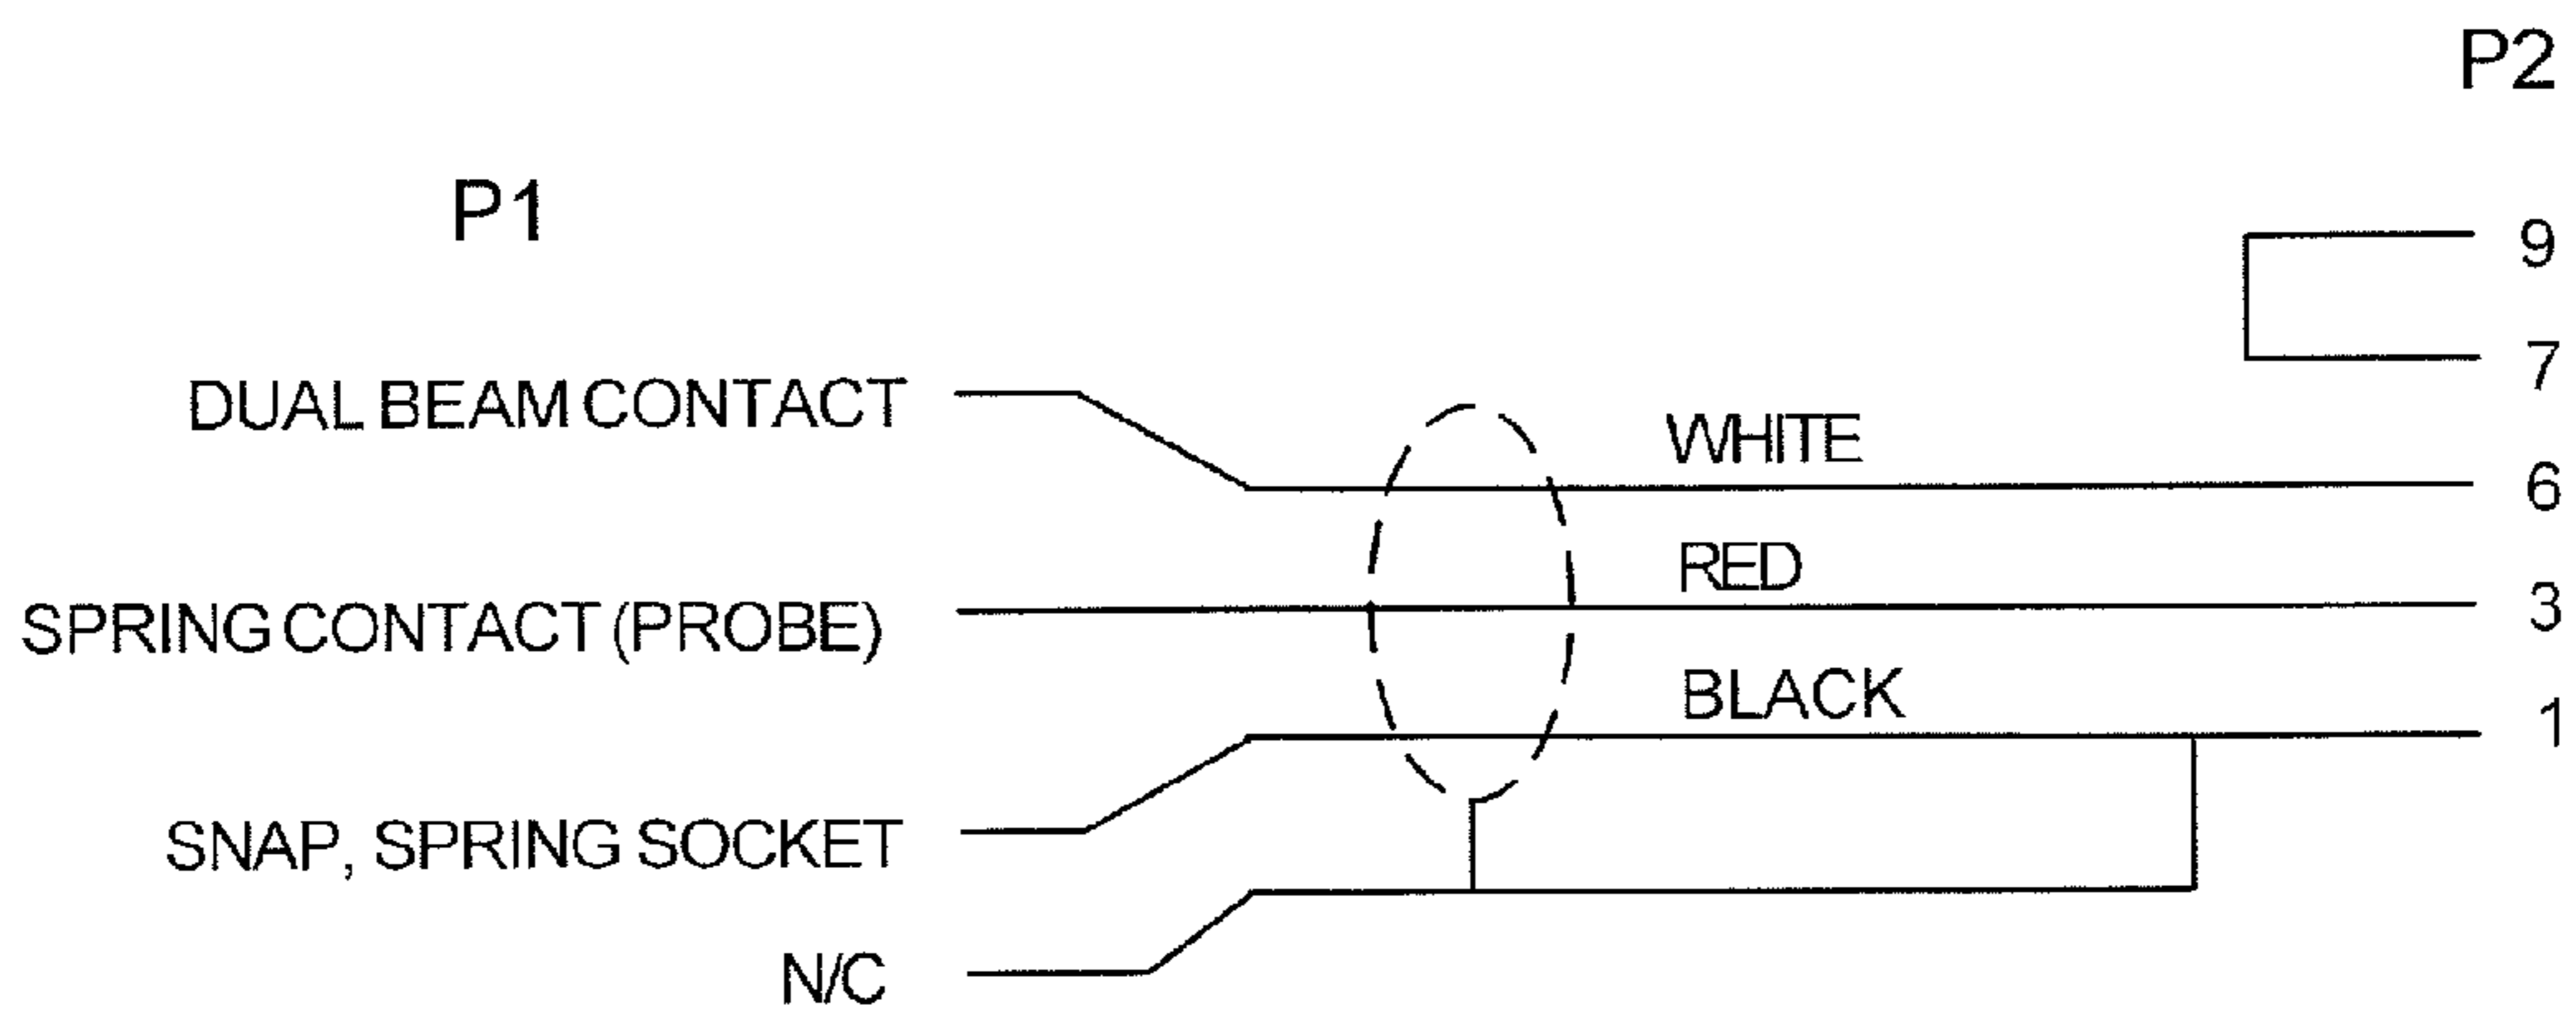 P2
P1
9
7
DUAL BEAM CONTACT
WHITE
6
RED
SPRING CONTACT (PROBE)
3
BLACK
1
SNAP, SPRING SOCKET
N/C